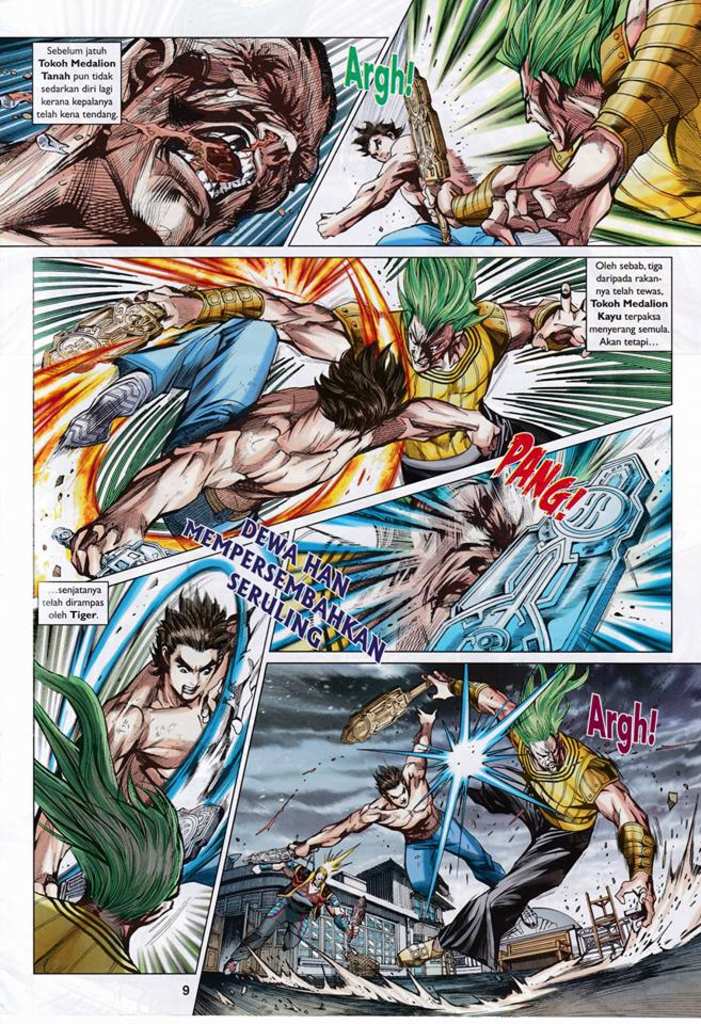 Sebelum jatuh
Tokoh Medalion
Tanah pun tidak
sedarkan diri lagi
kerana kepalanya
telah kena tendang.
Argh!
Oleh sebab, tiga
daripada rakan-
nya telah tewas,
Tokoh Medalion
Kayu terpaksa
menyerang semula.
Akan tetapi...
PANG!
DEWA HAN
MEMPERSEMBAHKAN
SERULING
...senjatanya
telah dirampas
oleh Tiger.
Argh!
9